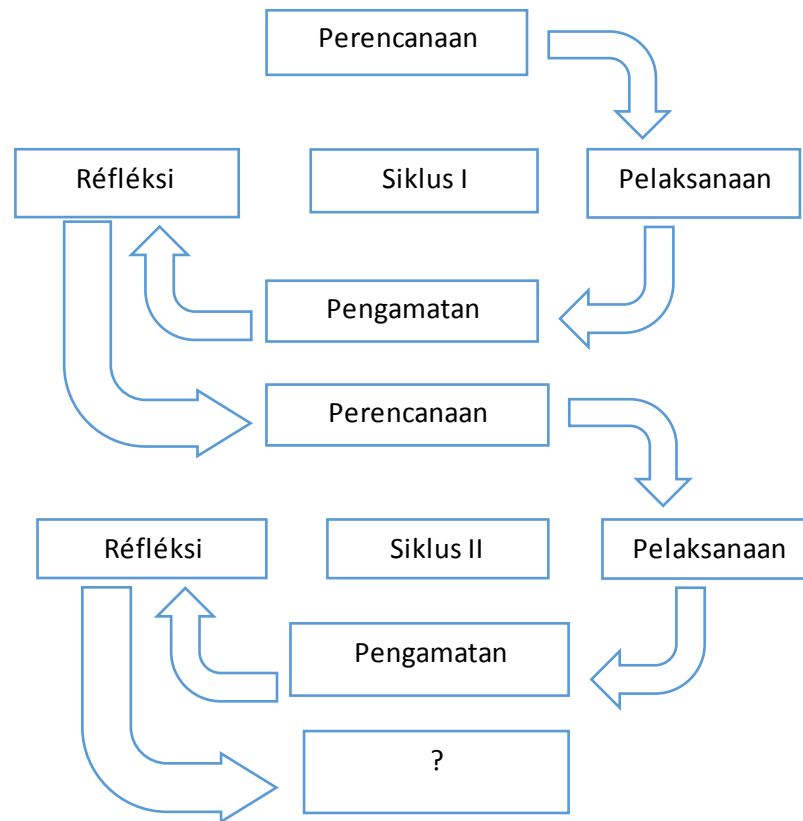 Perencanaan
Réfléksi
Siklus I
Pelaksanaan
Pengamatan
Perencanaan
Réfléksi
Siklus II
Pelaksanaan
Pengamatan
?